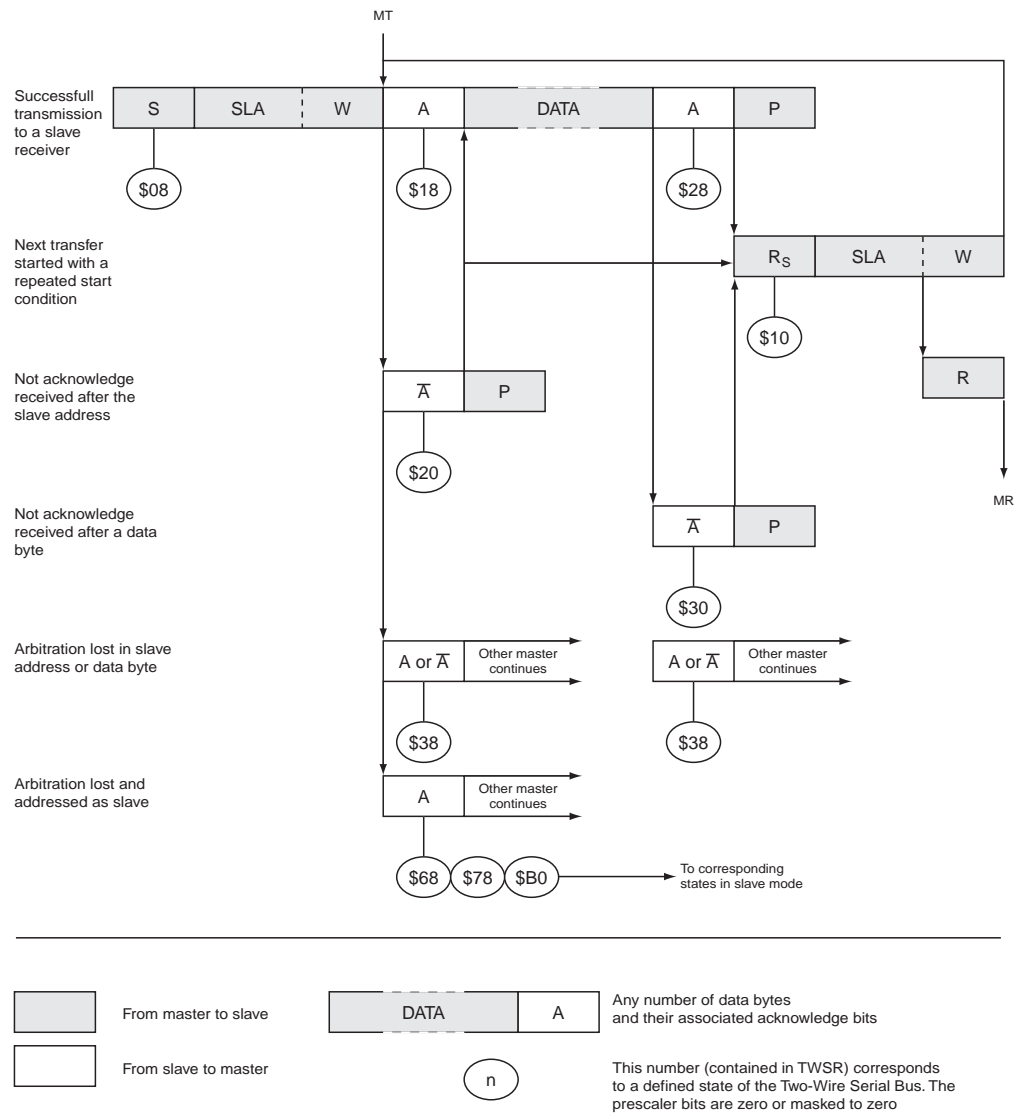 MT
Successfull
transmission
to a slave
receiver
S SLA W A DATA A P
$08 $18 $28
Next transfer
started with a
repeated start
condition
RS SLA W
$10
Not acknowledge
received after the
slave address
A̅ P
R
$20
MR
Not acknowledge
received after a data
byte
A̅ P
$30
Arbitration lost in slave
address or data byte
A or A̅ Other master
continues
A or A̅ Other master
continues
$38 $38
Arbitration lost and
addressed as slave
A Other master
continues
$68 $78 $B0
To corresponding
states in slave mode
From master to slave
DATA A
Any number of data bytes
and their associated acknowledge bits
From slave to master
n
This number (contained in TWSR) corresponds
to a defined state of the Two-Wire Serial Bus. The
prescaler bits are zero or masked to zero